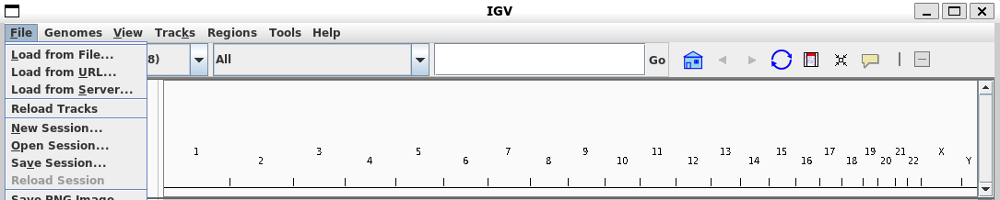 IGV
File Genomes View Tracks Regions Tools Help
8) All Go
Load from File...
Load from URL...
Load from Server...
Reload Tracks
New Session...
Open Session...
Save Session...
Reload Session
Save PNG Image
1 3 5 7 9 11 13 15 17 19 21 X
2 4 6 8 10 12 14 16 18 20 22 Y